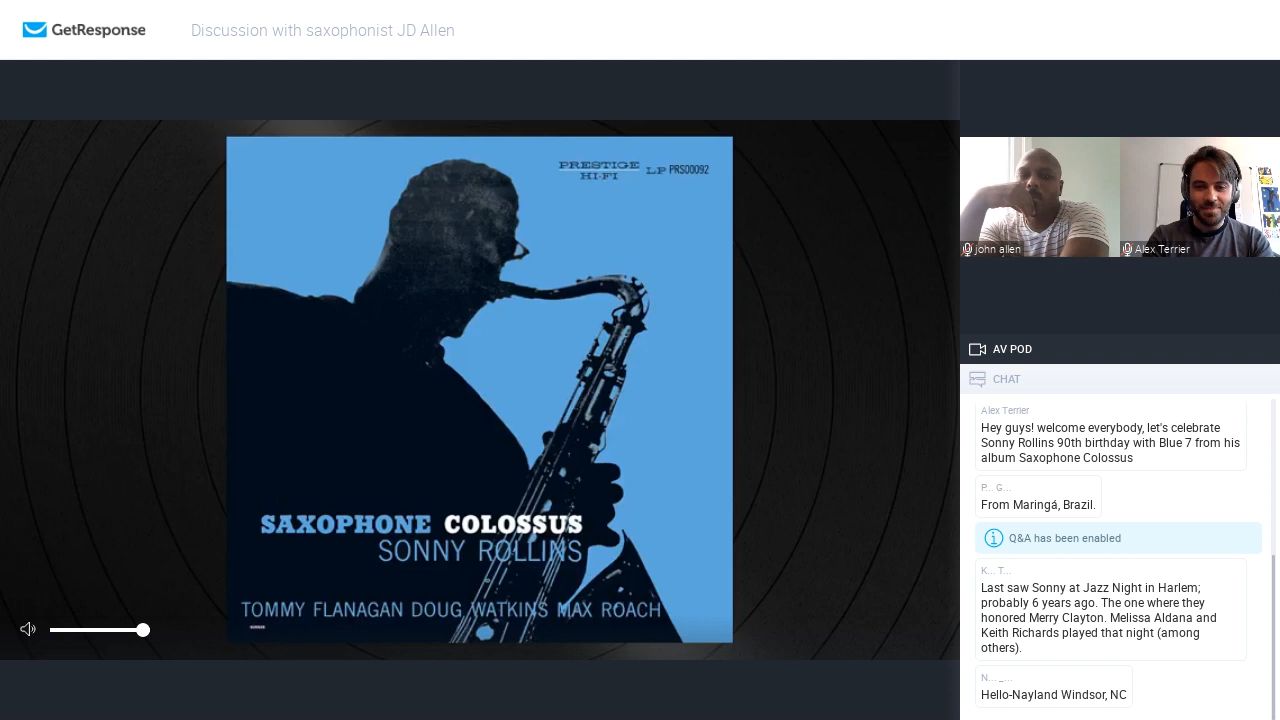 GetResponse
Discussion with saxophonist JD Allen
PRESTIGE
HI-FI
LP PRS00092
SAXOPHONE COLOSSUS
SONNY ROLLINS
TOMMY FLANAGAN DOUG WATKINS MAX ROACH
john allen
Alex Terrier
AV POD
CHAT
Alex Terrier
Hey guys! welcome everybody, let's celebrate
Sonny Rollins 90th birthday with Blue 7 from his
album Saxophone Colossus
P... G...
From Maringá, Brazil.
Q&A has been enabled
K... T...
Last saw Sonny at Jazz Night in Harlem;
probably 6 years ago. The one where they
honored Merry Clayton. Melissa Aldana and
Keith Richards played that night (among
others).
N... _...
Hello-Nayland Windsor, NC